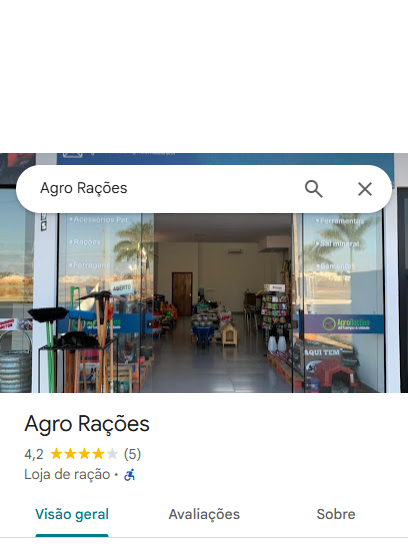 Agro Rações
• Acessórios Pet
• Rações
• Ferragens
• Ferramentas
• Sal mineral
• Sementes
ABERTO
AQUI TEM
Agro Rações
4,2 (5)
Loja de ração ·
Visão geral Avaliações Sobre